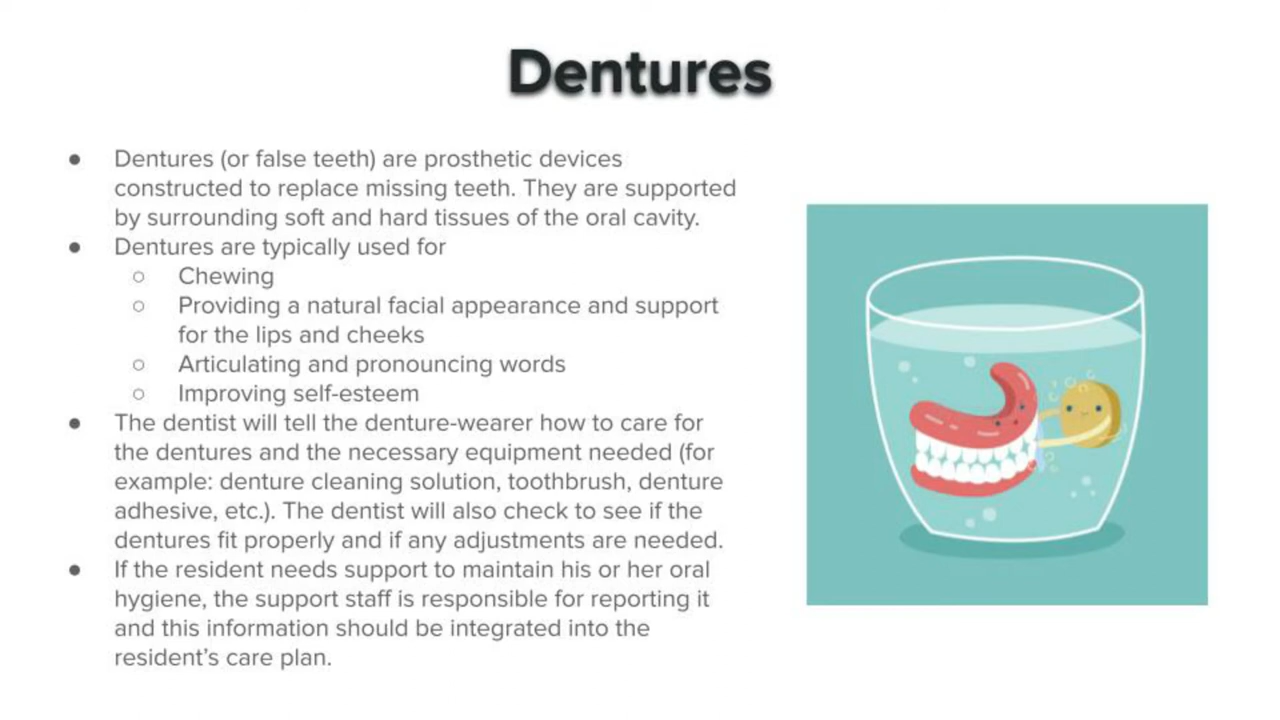 Dentures
● Dentures (or false teeth) are prosthetic devices
constructed to replace missing teeth. They are supported
by surrounding soft and hard tissues of the oral cavity.
● Dentures are typically used for
○ Chewing
○ Providing a natural facial appearance and support
for the lips and cheeks
○ Articulating and pronouncing words
○ Improving self-esteem
● The dentist will tell the denture-wearer how to care for
the dentures and the necessary equipment needed (for
example: denture cleaning solution, toothbrush, denture
adhesive, etc.). The dentist will also check to see if the
dentures fit properly and if any adjustments are needed.
● If the resident needs support to maintain his or her oral
hygiene, the support staff is responsible for reporting it
and this information should be integrated into the
resident’s care plan.